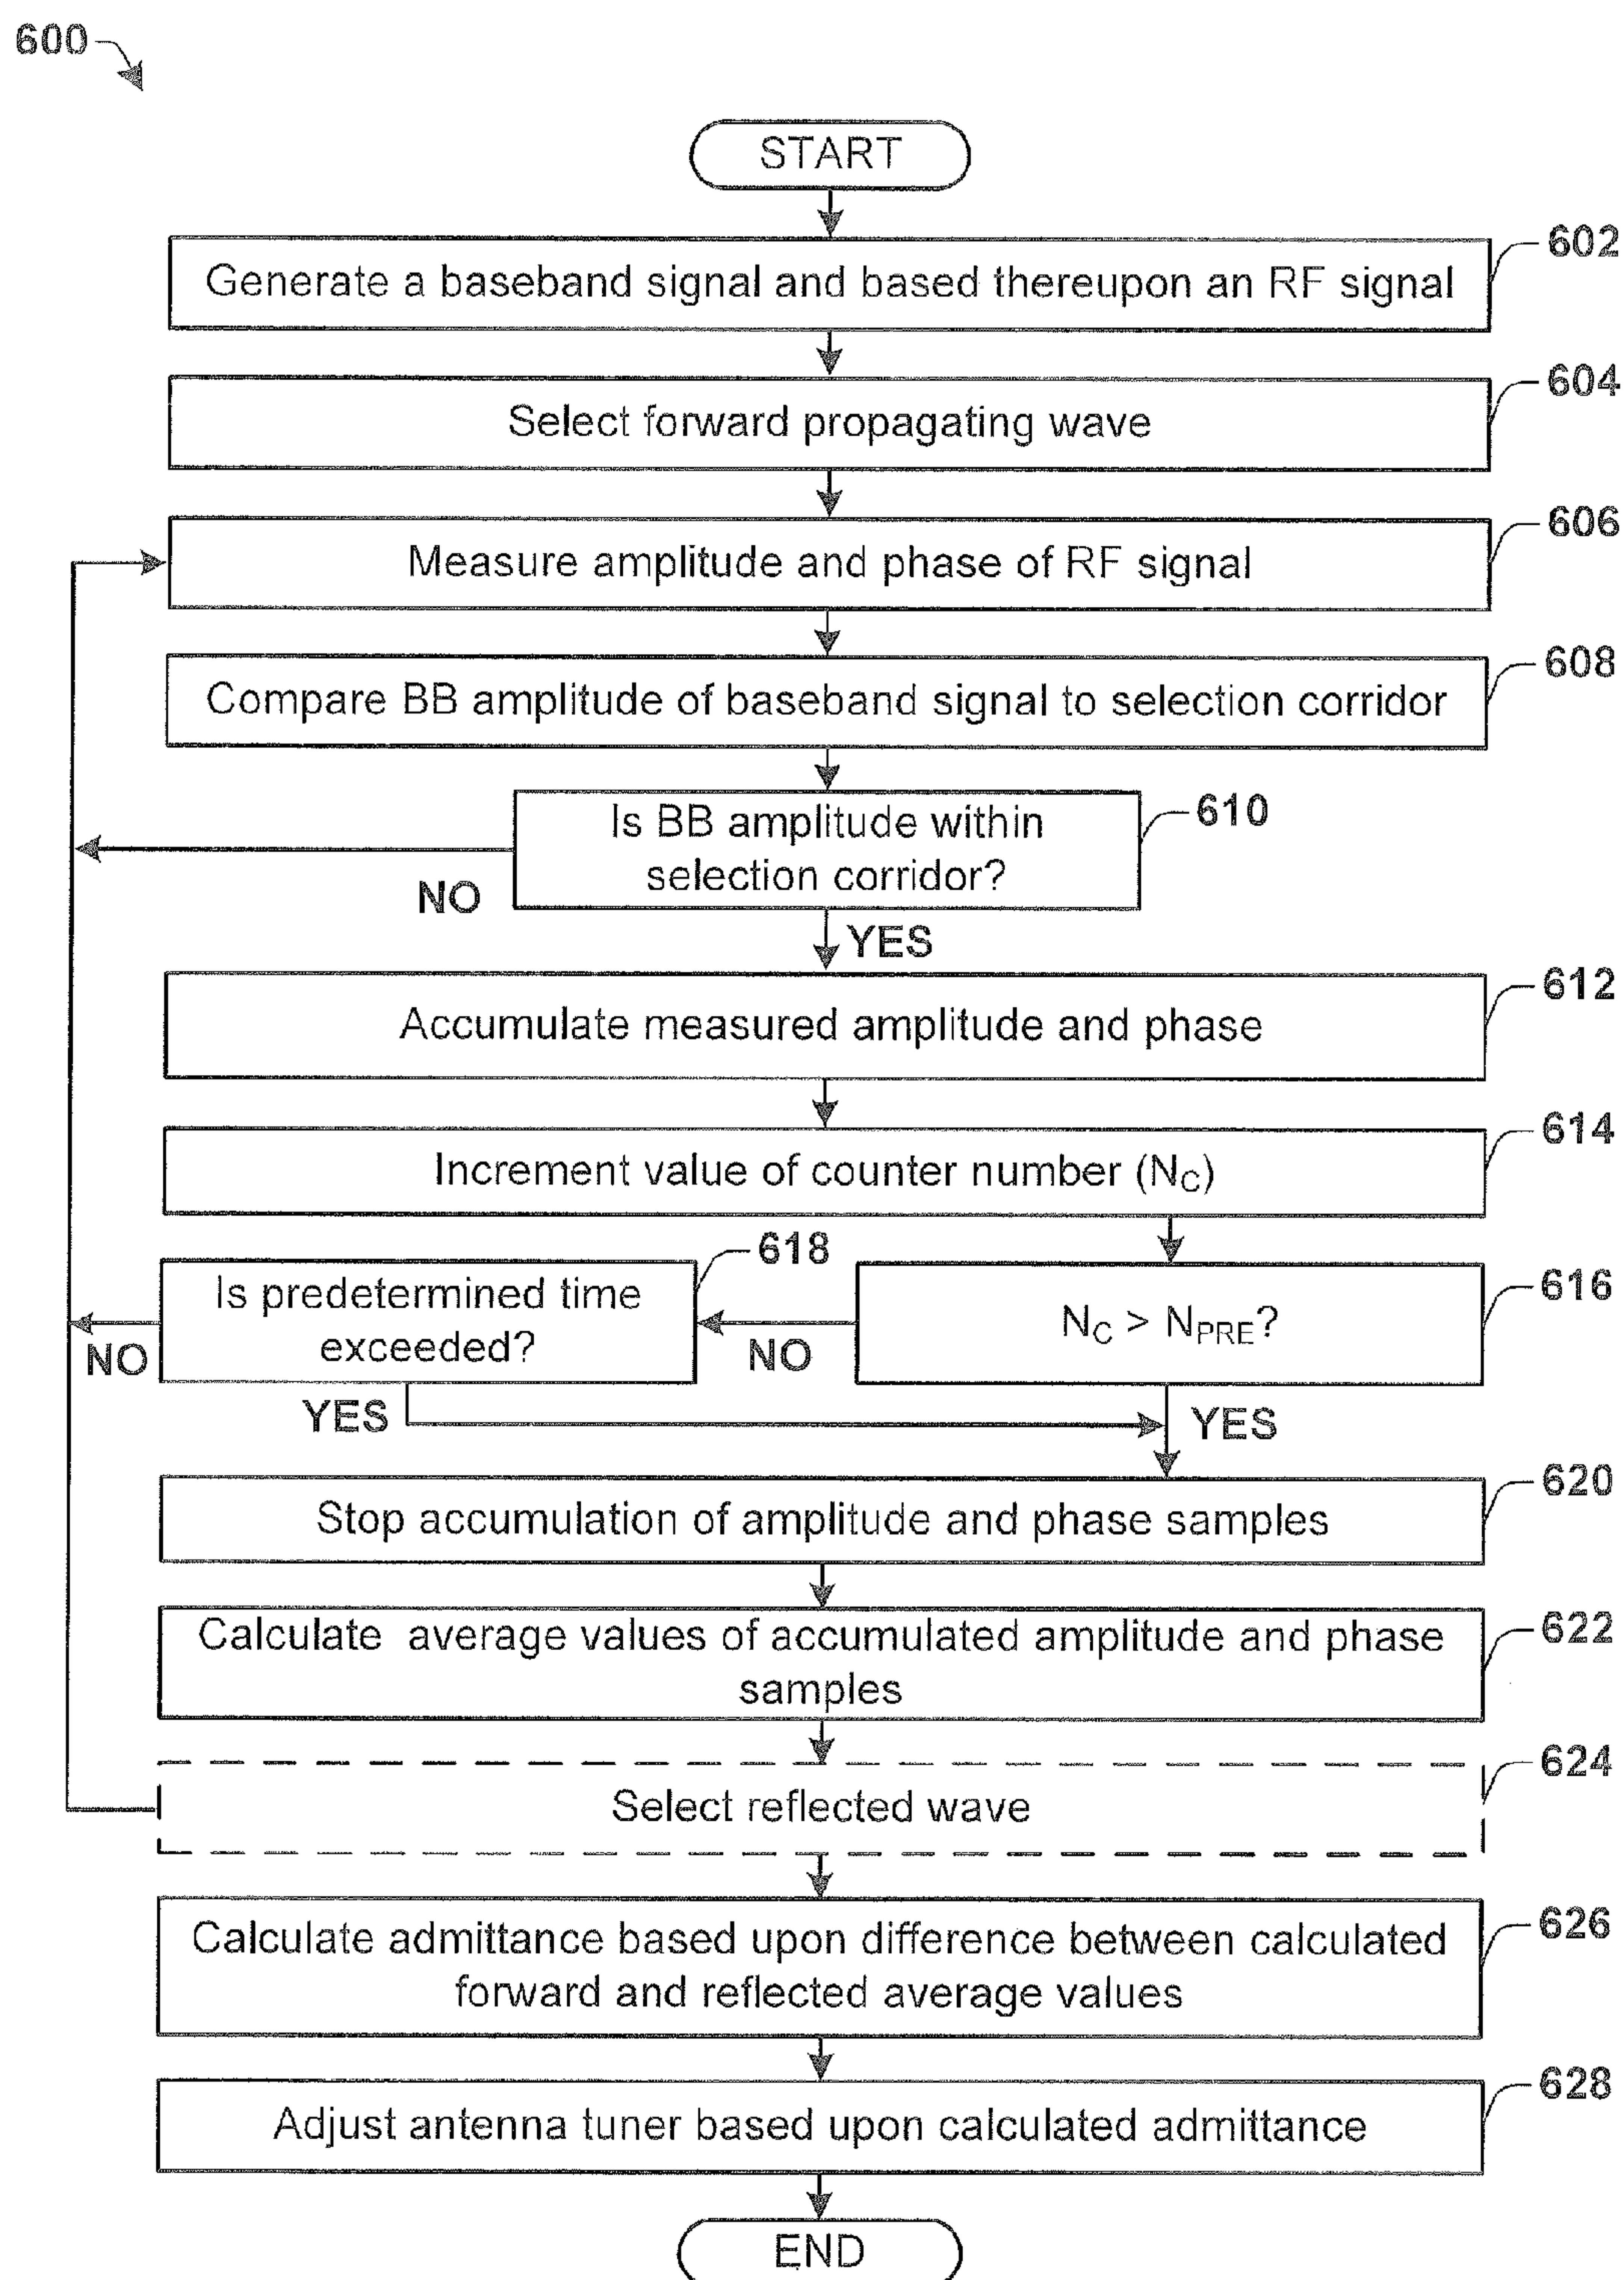 600
START
602
Generate a baseband signal and based thereupon an RF signal
604
Select forward propagating wave
606
Measure amplitude and phase of RF signal
608
Compare BB amplitude of baseband signal to selection corridor
610
Is BB amplitude within
selection corridor?
NO
YES
612
Accumulate measured amplitude and phase
614
Increment value of counter number (N_C)
618
Is predetermined time
exceeded?
616
N_C > N_PRE?
NO
NO
YES
YES
620
Stop accumulation of amplitude and phase samples
622
Calculate average values of accumulated amplitude and phase
samples
624
Select reflected wave
626
Calculate admittance based upon difference between calculated
forward and reflected average values
628
Adjust antenna tuner based upon calculated admittance
END